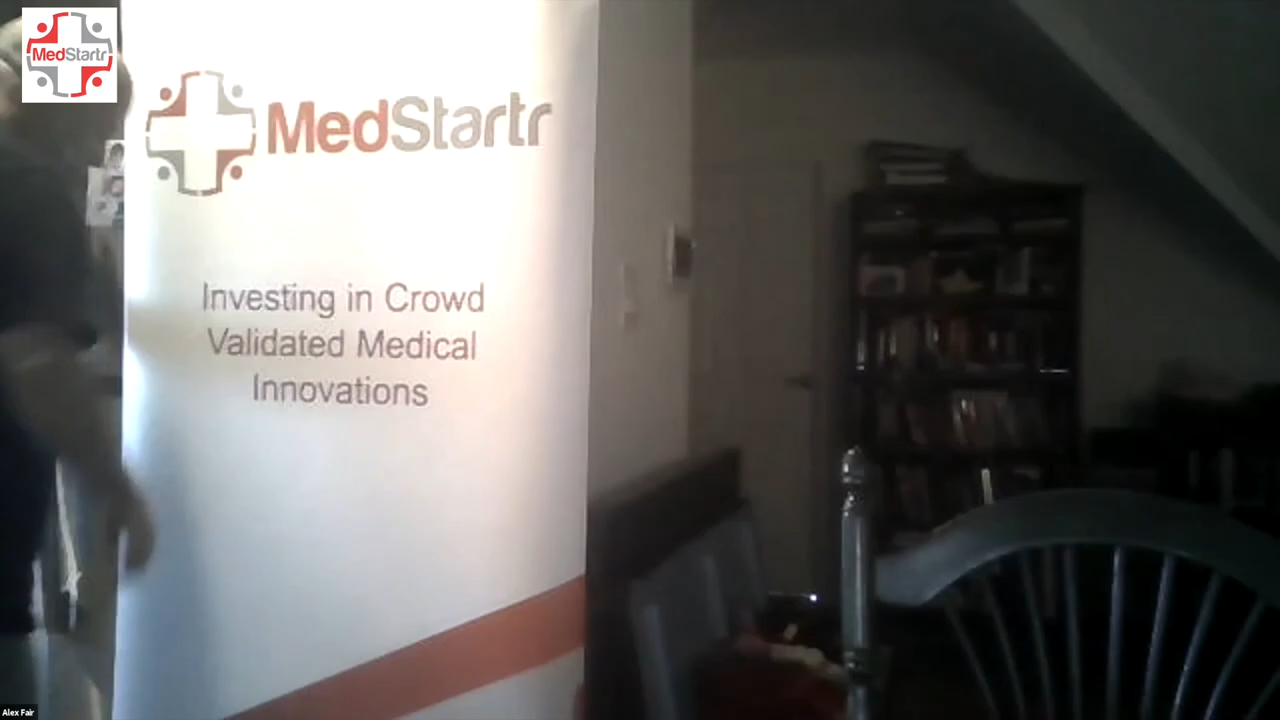 MedStartr
MedStartr
Investing in Crowd
Validated Medical
Innovations
Alex Fair